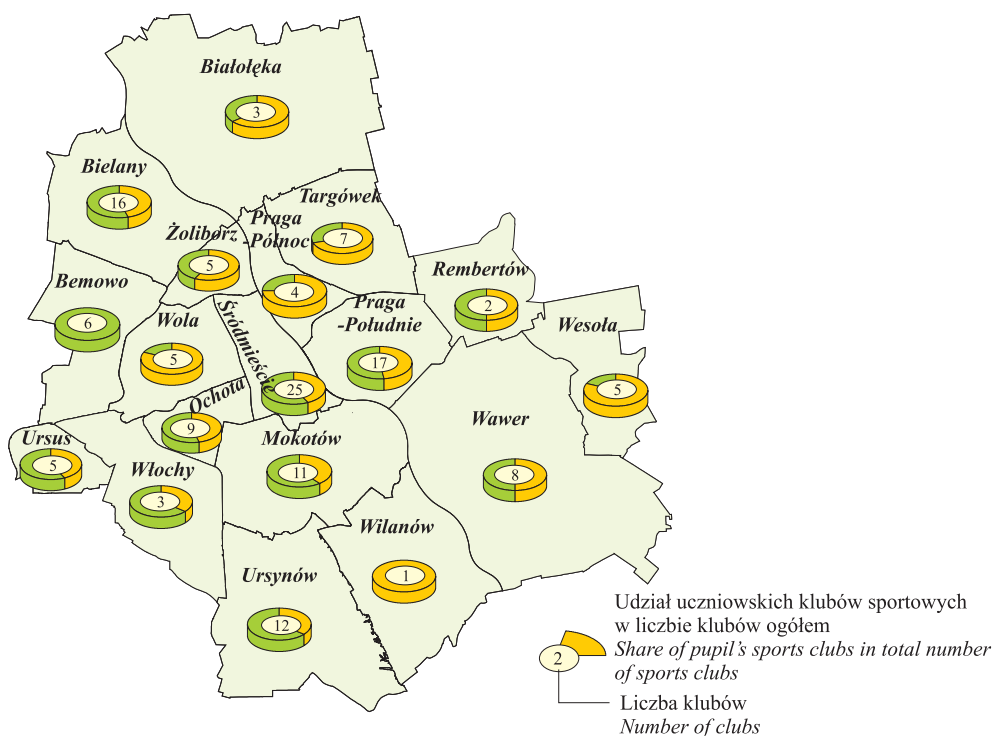 Białołęka
3
Bielany
16
Targówek
7
Praga
-Północ
4
Żoliborz
5
Rembertów
2
Bemowo
6
Wola
5
Śródmieście
25
Praga
-Południe
17
Wesoła
5
Ochota
9
Wawer
8
Ursus
5
Włochy
3
Mokotów
11
Wilanów
1
Ursynów
12
Udział uczniowskich klubów sportowych
w liczbie klubów ogółem
Share of pupil's sports clubs in total number
of sports clubs
2
Liczba klubów
Number of clubs